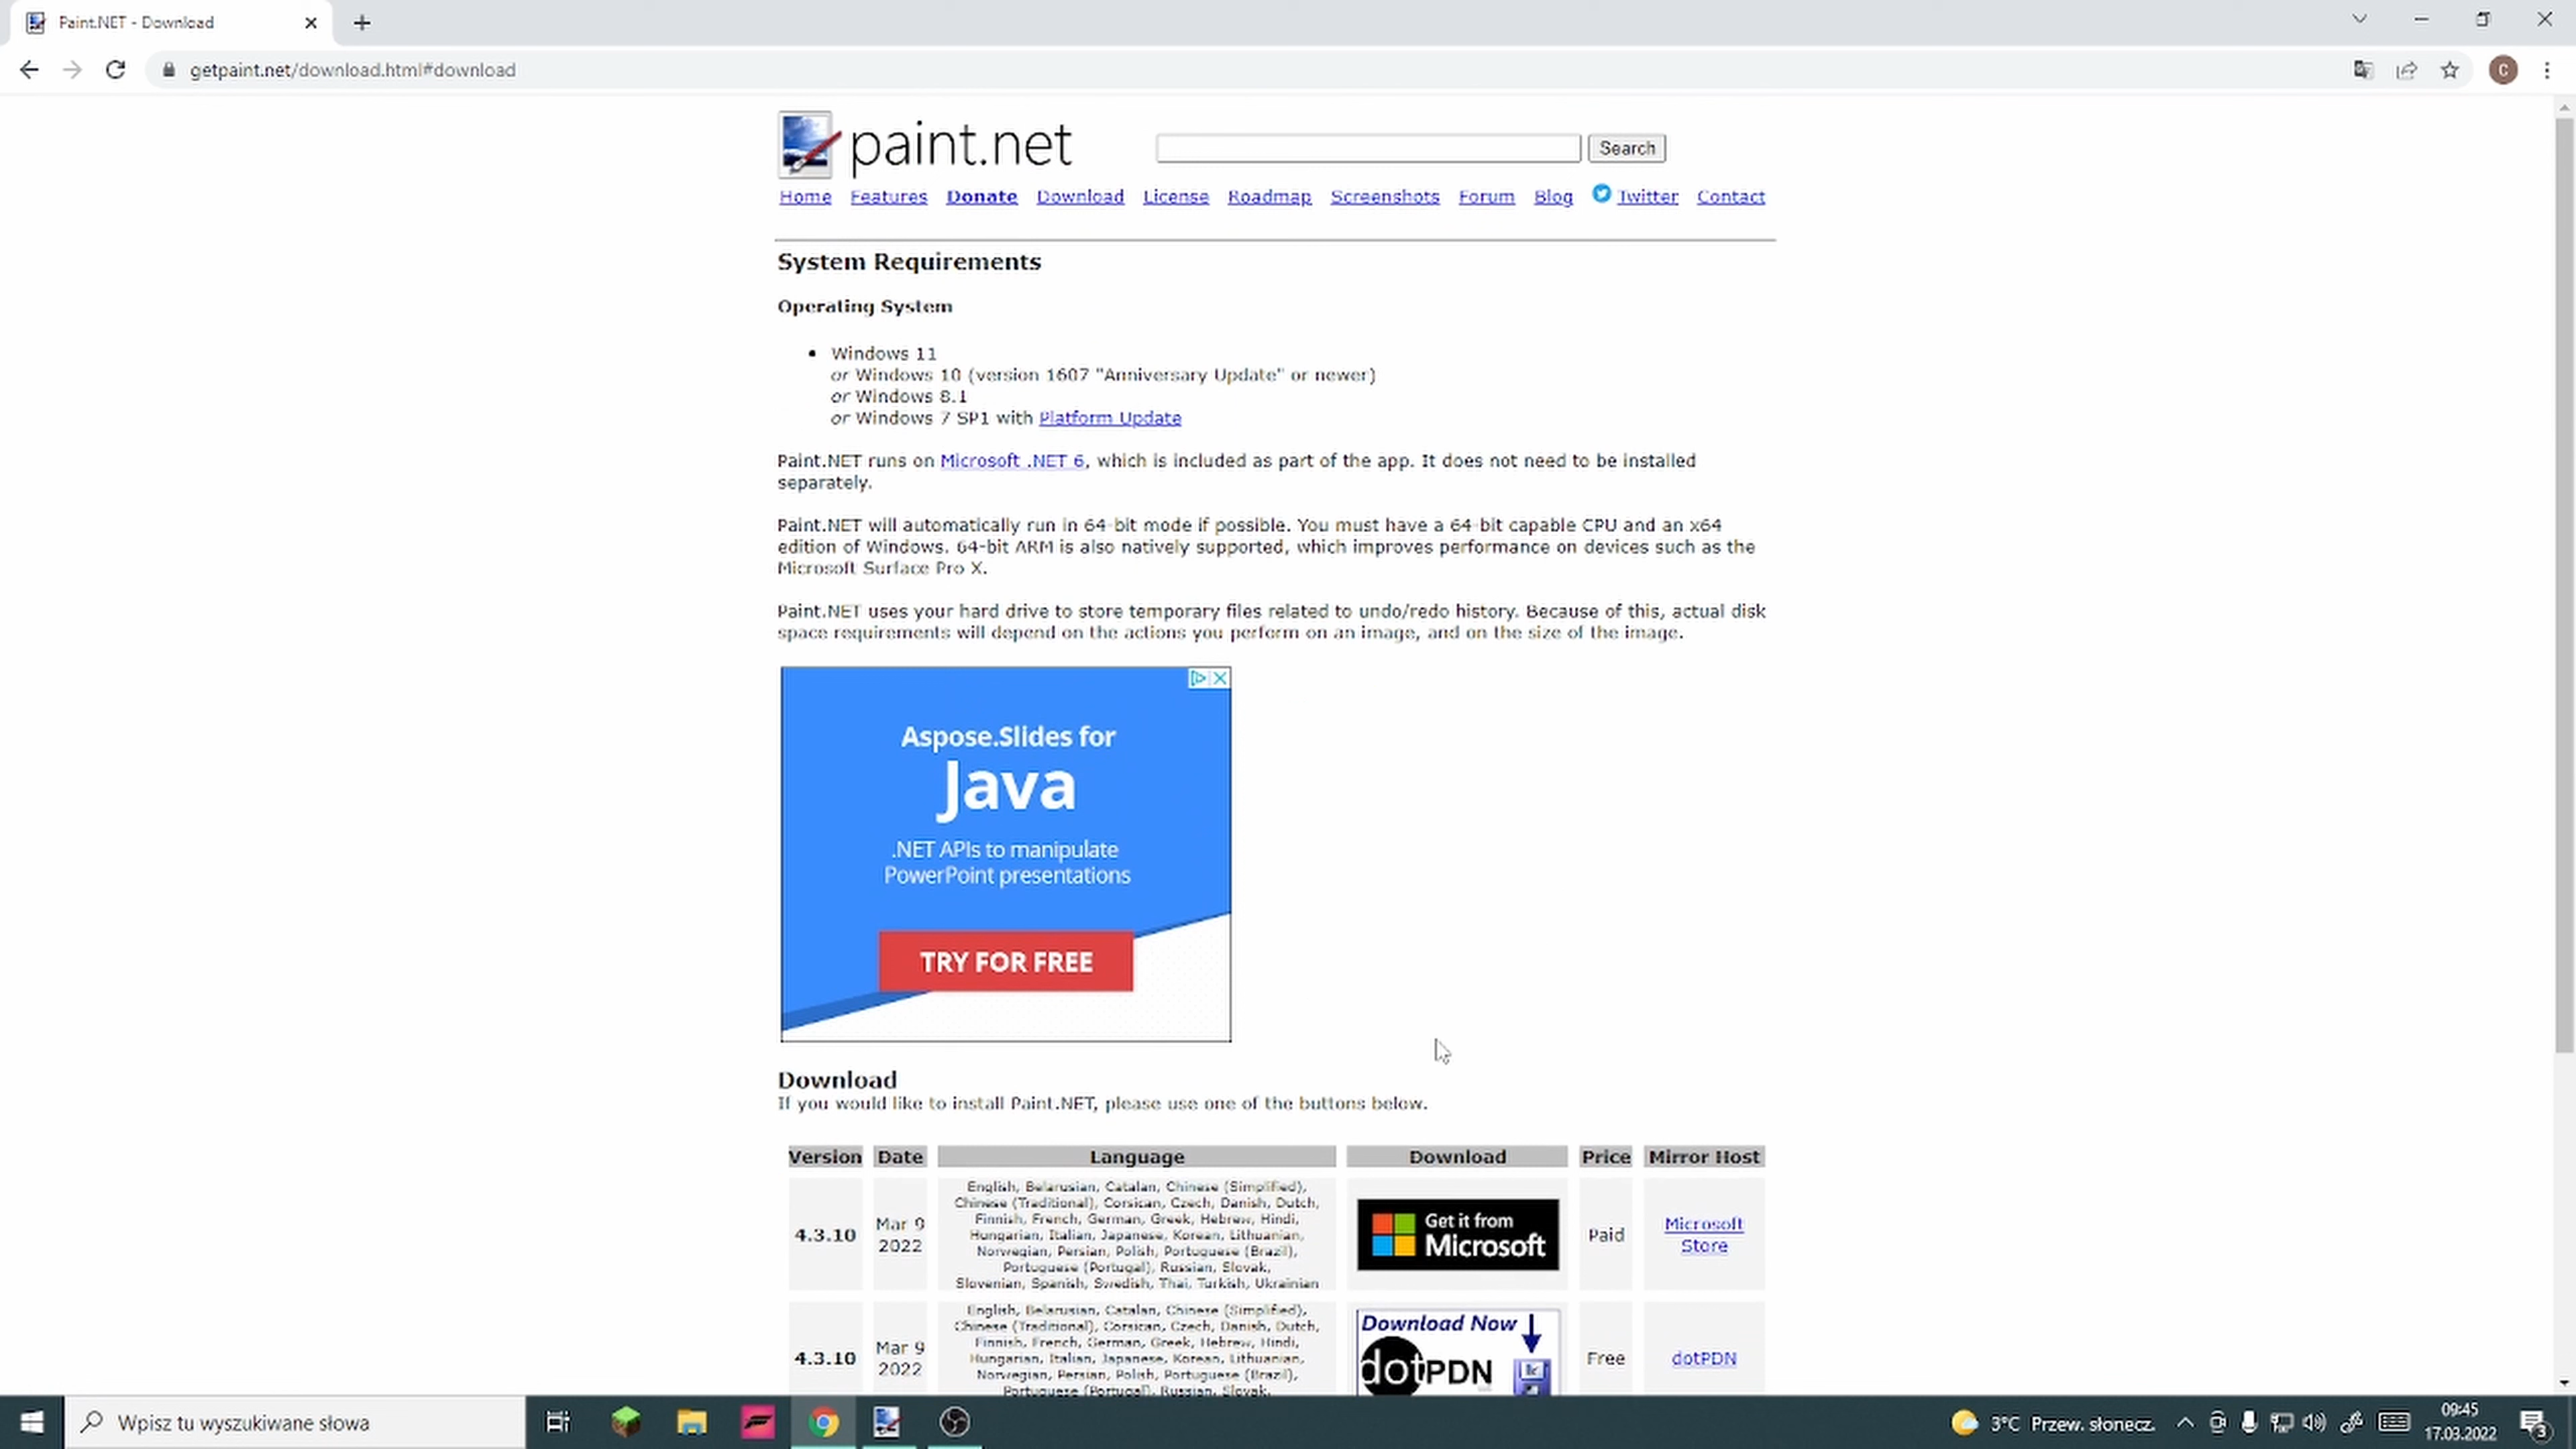 Paint.NET - Download
getpaint.net/download.html#download
C
paint.net
Search
Home Features Donate Download License Roadmap Screenshots Forum Blog Twitter Contact
System Requirements
Operating System
• Windows 11
or Windows 10 (version 1607 "Anniversary Update" or newer)
or Windows 8.1
or Windows 7 SP1 with Platform Update
Paint.NET runs on Microsoft .NET 6, which is included as part of the app. It does not need to be installed
separately.
Paint.NET will automatically run in 64-bit mode if possible. You must have a 64-bit capable CPU and an x64
edition of Windows. 64-bit ARM is also natively supported, which improves performance on devices such as the
Microsoft Surface Pro X.
Paint.NET uses your hard drive to store temporary files related to undo/redo history. Because of this, actual disk
space requirements will depend on the actions you perform on an image, and on the size of the image.
Aspose.Slides for
Java
.NET APIs to manipulate
PowerPoint presentations
TRY FOR FREE
Download
If you would like to install Paint.NET, please use one of the buttons below.
Version Date Language Download Price Mirror Host
4.3.10
Mar 9
2022
English, Belarusian, Catalan, Chinese (Simplified),
Chinese (Traditional), Corsican, Czech, Danish, Dutch,
Finnish, French, German, Greek, Hebrew, Hindi,
Hungarian, Italian, Japanese, Korean, Lithuanian,
Norwegian, Persian, Polish, Portuguese (Brazil),
Portuguese (Portugal), Russian, Slovak,
Slovenian, Spanish, Swedish, Thai, Turkish, Ukrainian
Get it from
Microsoft
Paid
Microsoft
Store
4.3.10
Mar 9
2022
English, Belarusian, Catalan, Chinese (Simplified),
Chinese (Traditional), Corsican, Czech, Danish, Dutch,
Finnish, French, German, Greek, Hebrew, Hindi,
Hungarian, Italian, Japanese, Korean, Lithuanian,
Norwegian, Persian, Polish, Portuguese (Brazil),
Portuguese (Portugal), Russian, Slovak,
Download Now
dotPDN
Free
dotPDN
Wpisz tu wyszukiwane słowa
3°C Przew. słonecz.
09:45
17.03.2022
3